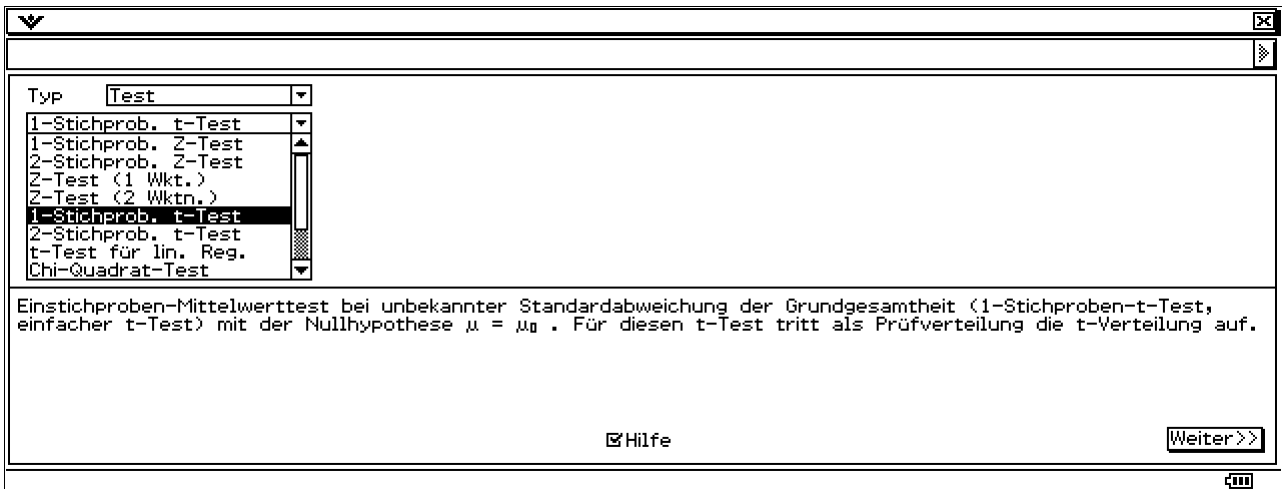 Typ Test
1-Stichprob. t-Test
1-Stichprob. Z-Test
2-Stichprob. Z-Test
Z-Test (1 Wkt.)
Z-Test (2 Wktn.)
1-Stichprob. t-Test
2-Stichprob. t-Test
t-Test für lin. Reg.
Chi-Quadrat-Test
Einstichproben-Mittelwerttest bei unbekannter Standardabweichung der Grundgesamtheit (1-Stichproben-t-Test,
einfacher t-Test) mit der Nullhypothese μ = μ₀ . Für diesen t-Test tritt als Prüfverteilung die t-Verteilung auf.
Hilfe
Weiter>>